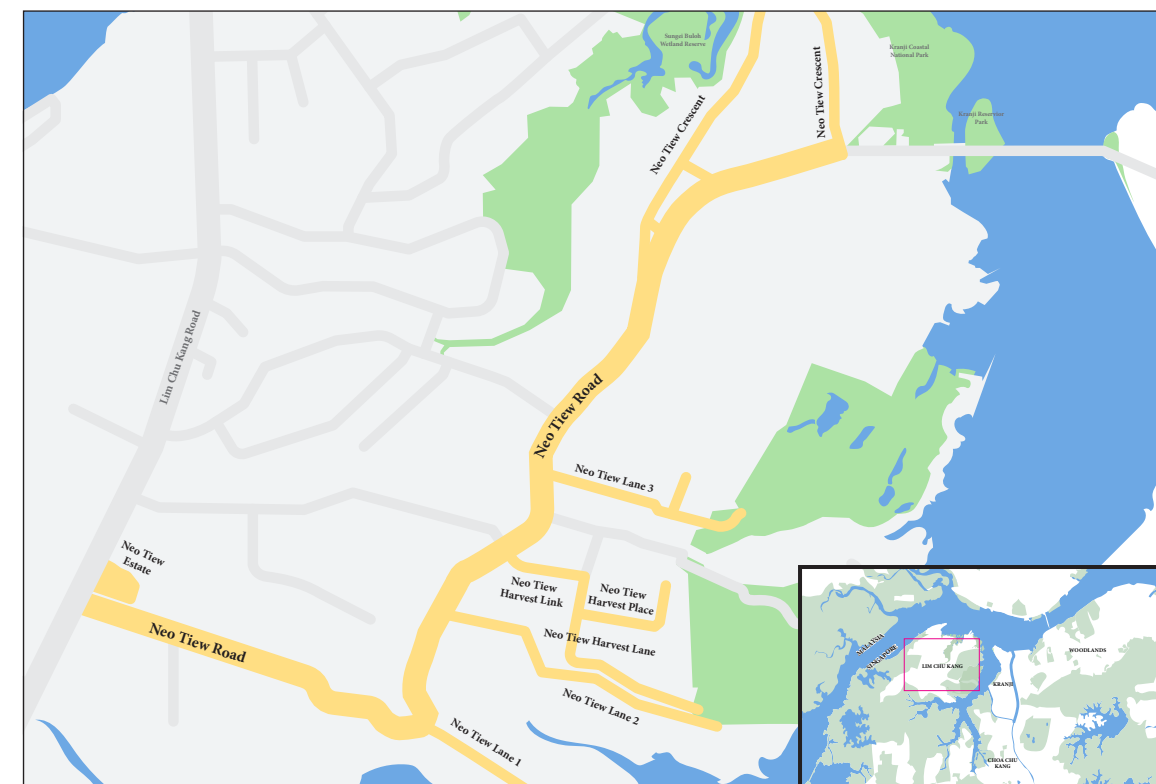 Sungei Buloh
Wetland Reserve
Kranji Coastal
National Park
Kranji Reservior
Park
Neo Tiew Crescent
Neo Tiew Crescent
Lim Chu Kang Road
Neo Tiew Road
Neo Tiew Lane 3
Neo Tiew
Estate
Neo Tiew
Harvest Link
Neo Tiew
Harvest Place
Neo Tiew Road
Neo Tiew Harvest Lane
Neo Tiew Lane 2
Neo Tiew Lane 1
MALAYSIA
SINGAPORE
LIM CHU KANG
WOODLANDS
KRANJI
CHOA CHU
KANG